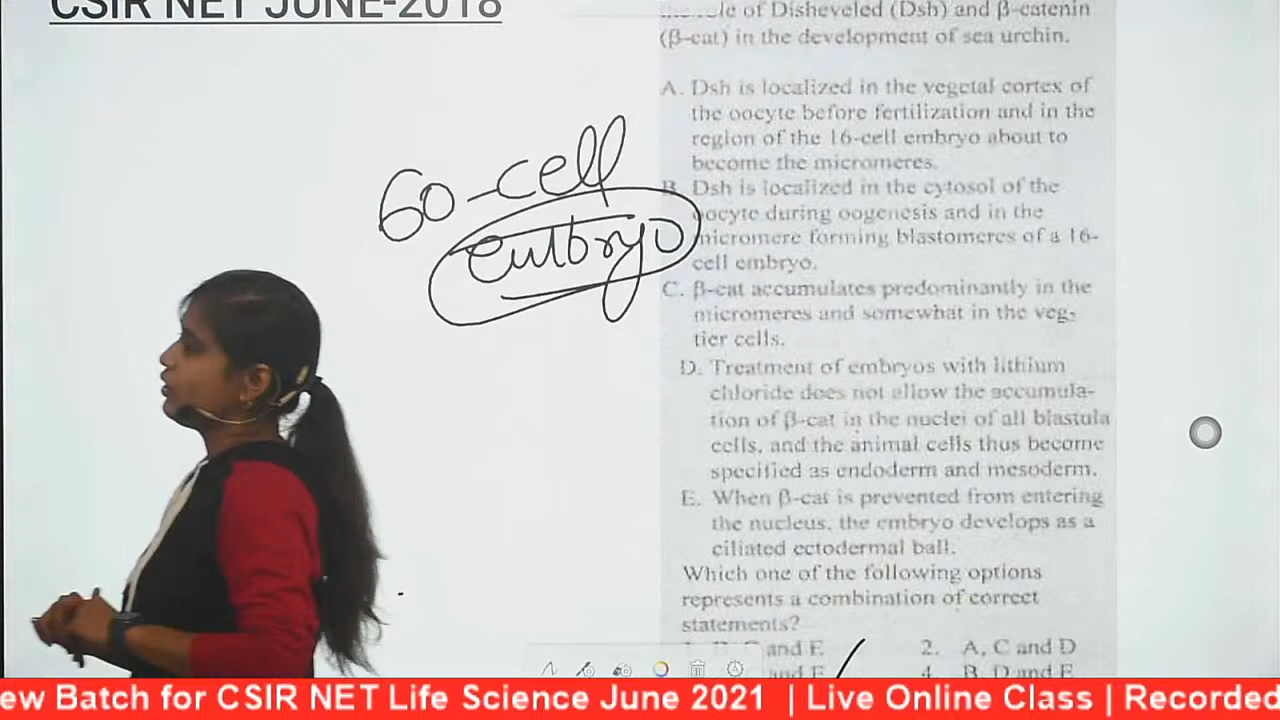 CSIR NET JUNE-2018
role of Disheveled (Dsh) and β-catenin
(β-cat) in the development of sea urchin.
A. Dsh is localized in the vegetal cortex of
the oocyte before fertilization and in the
region of the 16-cell embryo about to
become the micromeres.
B. Dsh is localized in the cytosol of the
oocyte during oogenesis and in the
micromere forming blastomeres of a 16-
cell embryo.
C. β-cat accumulates predominantly in the
micromeres and somewhat in the veg₂
tier cells.
D. Treatment of embryos with lithium
chloride does not allow the accumula-
tion of β-cat in the nuclei of all blastula
cells, and the animal cells thus become
specified as endoderm and mesoderm.
E. When β-cat is prevented from entering
the nucleus, the embryo develops as a
ciliated ectodermal ball.
Which one of the following options
represents a combination of correct
statements?
and E 2. A, C and D
and E 4. B, D and E
60-cell
embryo
ew Batch for CSIR NET Life Science June 2021 | Live Online Class | Recorded